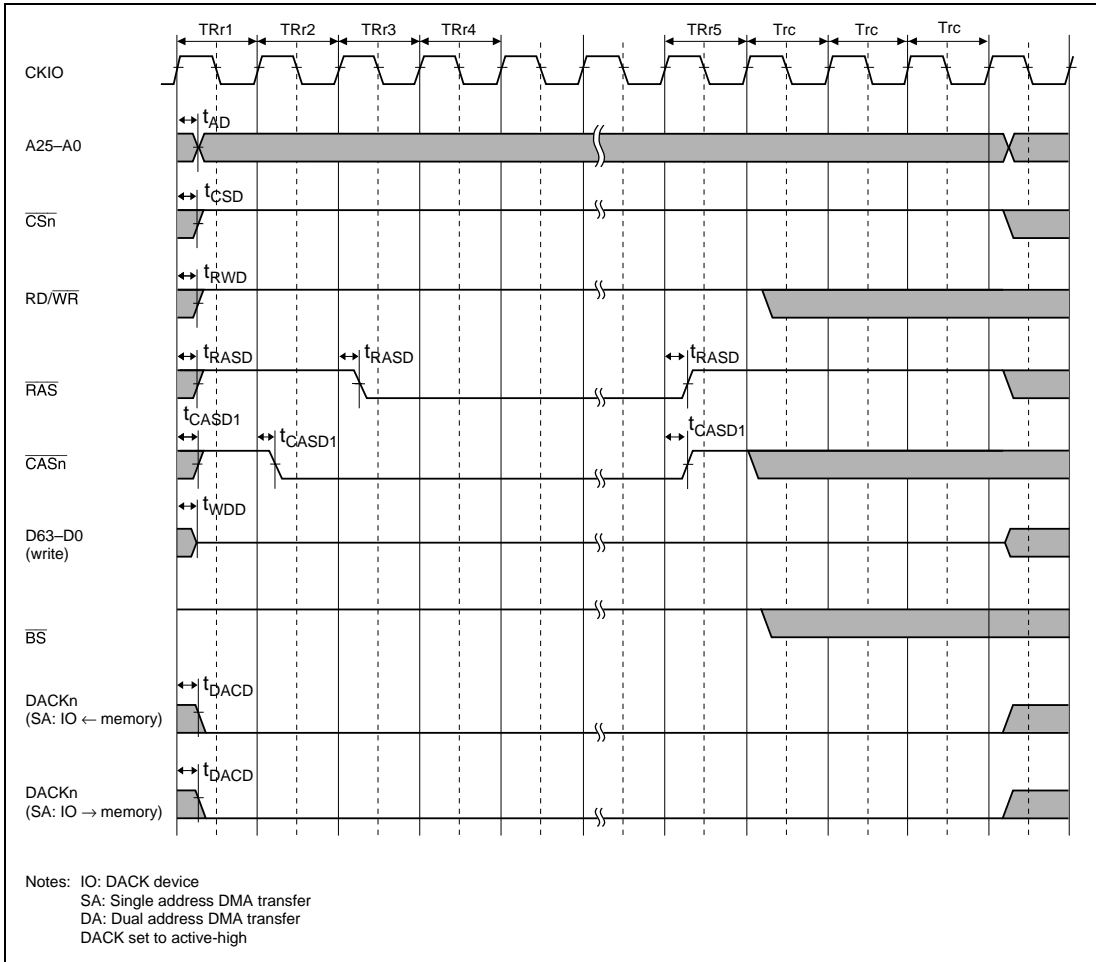 TRr1 TRr2 TRr3 TRr4 TRr5 Trc Trc Trc
CKIO
tAD
A25–A0
tCSD
CSn
tRWD
RD/WR
tRASD tRASD tRASD
RAS
tCASD1 tCASD1 tCASD1
CASn
tWDD
D63–D0
(write)
BS
tDACD
DACKn
(SA: IO ← memory)
tDACD
DACKn
(SA: IO → memory)
Notes: IO: DACK device
SA: Single address DMA transfer
DA: Dual address DMA transfer
DACK set to active-high